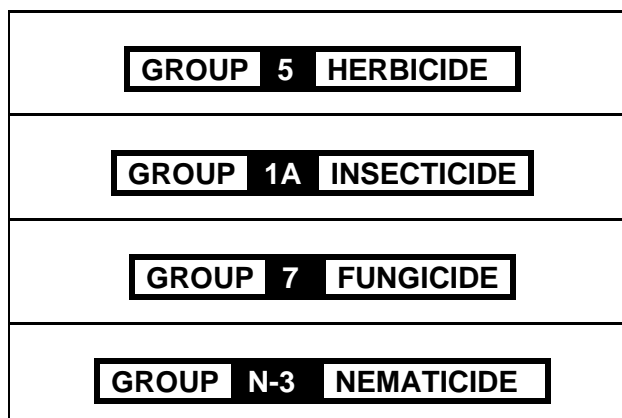 GROUP 5 HERBICIDE
GROUP 1A INSECTICIDE
GROUP 7 FUNGICIDE
GROUP N-3 NEMATICIDE